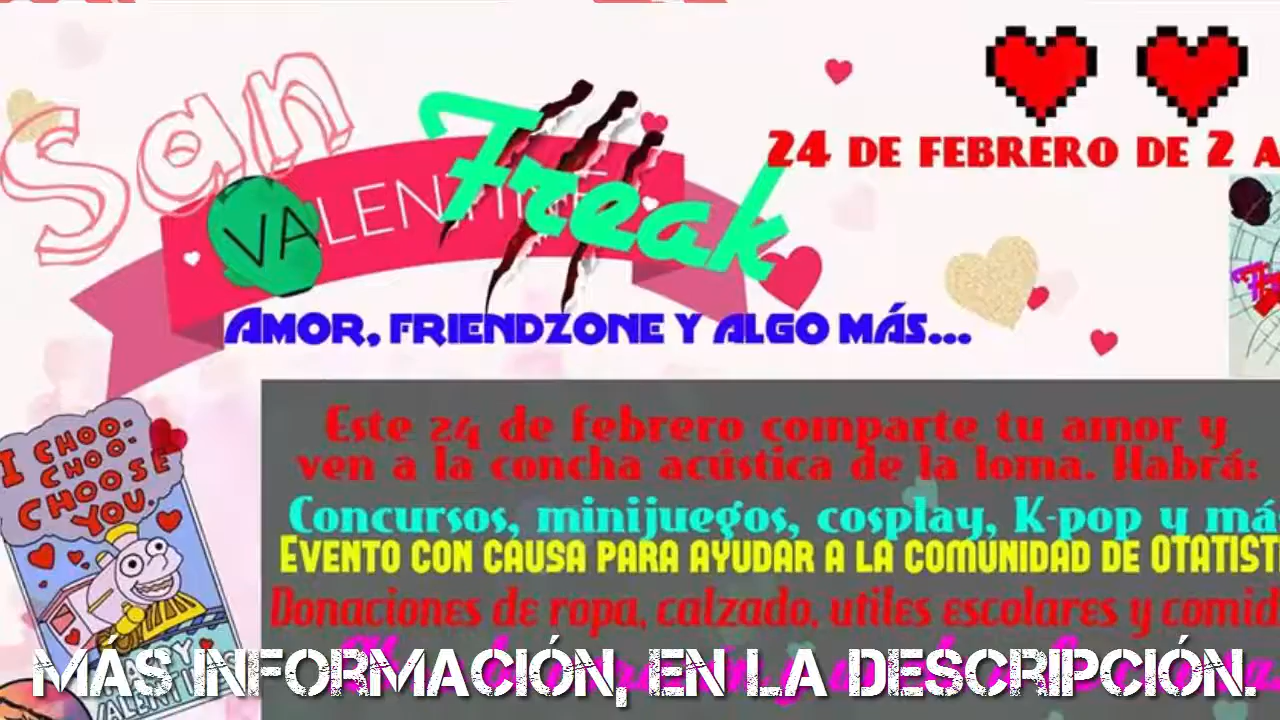 San
VALENTINE
Freak
24 DE FEBRERO DE 2 A
AMOR, FRIENDZONE Y ALGO MÁS...
I CHOO-
CHOO-
CHOOSE
YOU.
Este 24 de febrero comparte tu amor y
ven a la concha acústica de la loma. Habrá:
Concursos, minijuegos, cosplay, K-pop y má
EVENTO CON CAUSA PARA AYUDAR A LA COMUNIDAD DE OTATIST
Donaciones de ropa, calzado, utiles escolares y comid
MÁS INFORMACIÓN, EN LA DESCRIPCIÓN.